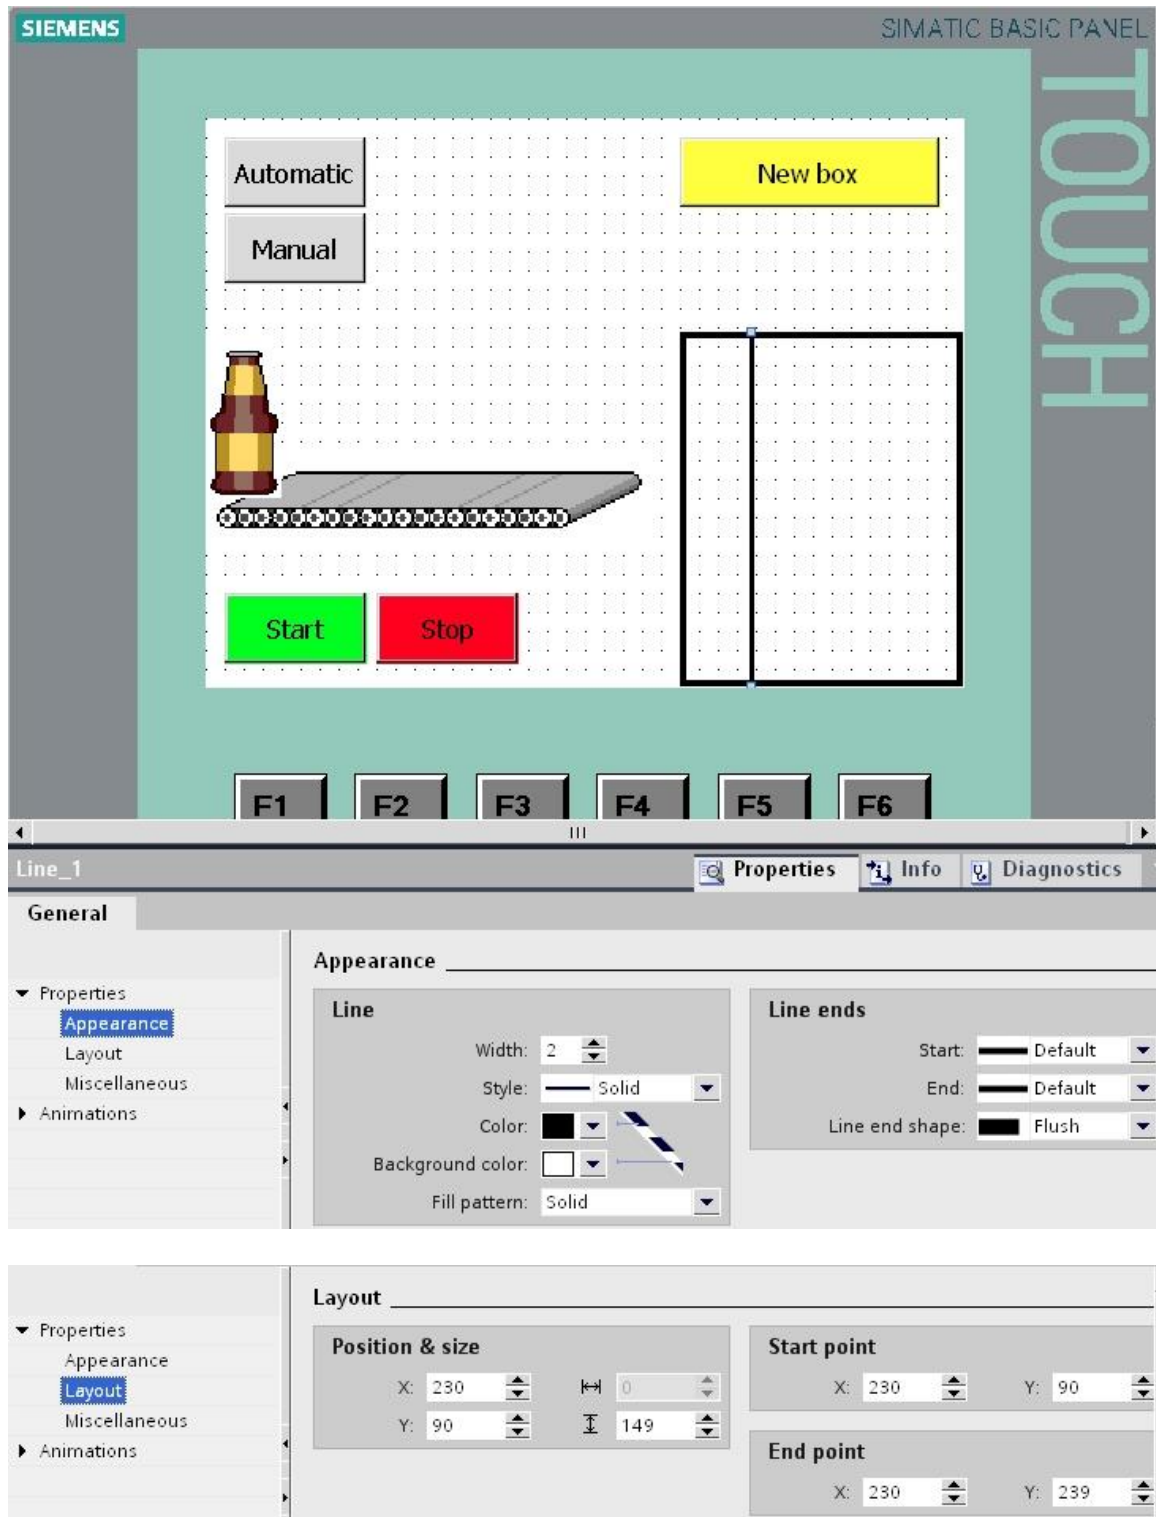 SIEMENS
SIMATIC BASIC PANEL
TOUCH
Automatic
New box
Manual
Start
Stop
F1
F2
F3
F4
F5
F6
Line_1
Properties
Info
Diagnostics
General
Properties
Appearance
Layout
Miscellaneous
Animations
Appearance
Line
Width: 2
Style: Solid
Color:
Background color:
Fill pattern: Solid
Line ends
Start: Default
End: Default
Line end shape: Flush
Properties
Appearance
Layout
Miscellaneous
Animations
Layout
Position & size
X: 230 0
Y: 90 149
Start point
X: 230 Y: 90
End point
X: 230 Y: 239